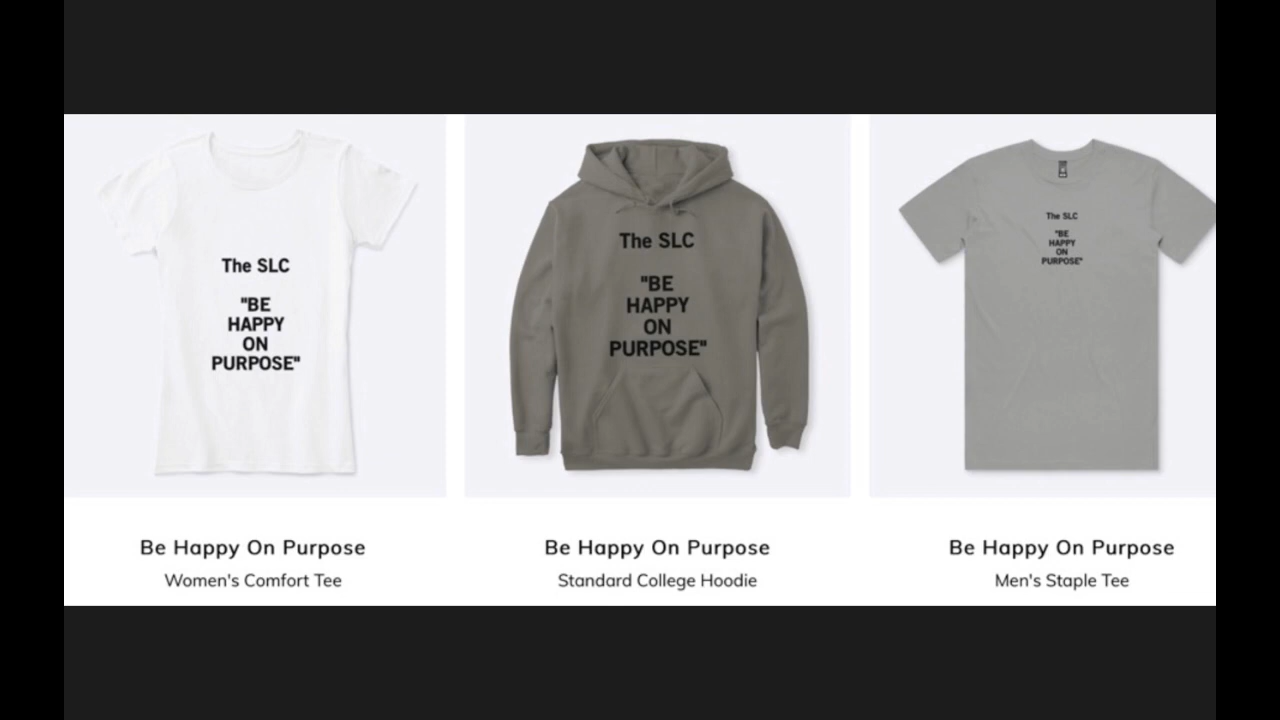 The SLC
"BE
HAPPY
ON
PURPOSE"
Be Happy On Purpose
Women's Comfort Tee
The SLC
"BE
HAPPY
ON
PURPOSE"
Be Happy On Purpose
Standard College Hoodie
The SLC
"BE
HAPPY
ON
PURPOSE"
Be Happy On Purpose
Men's Staple Tee